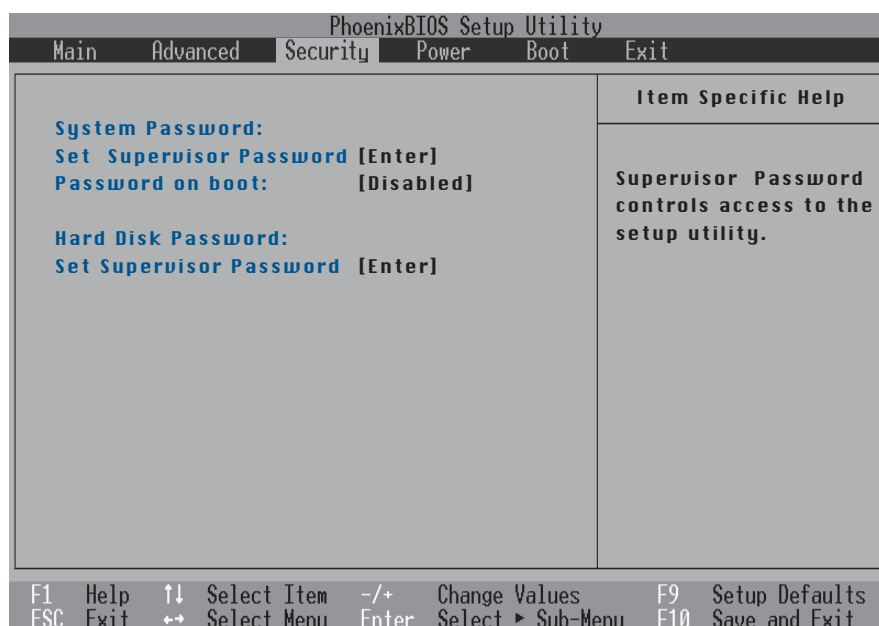 PhoenixBIOS Setup Utility
Main Advanced Security Power Boot Exit
Item Specific Help
System Password:
Set Supervisor Password [Enter]
Password on boot: [Disabled]
Supervisor Password
controls access to the
setup utility.
Hard Disk Password:
Set Supervisor Password [Enter]
F1 Help ↑↓ Select Item -/+ Change Values F9 Setup Defaults
ESC Exit ←→ Select Menu Enter Select ▶ Sub-Menu F10 Save and Exit